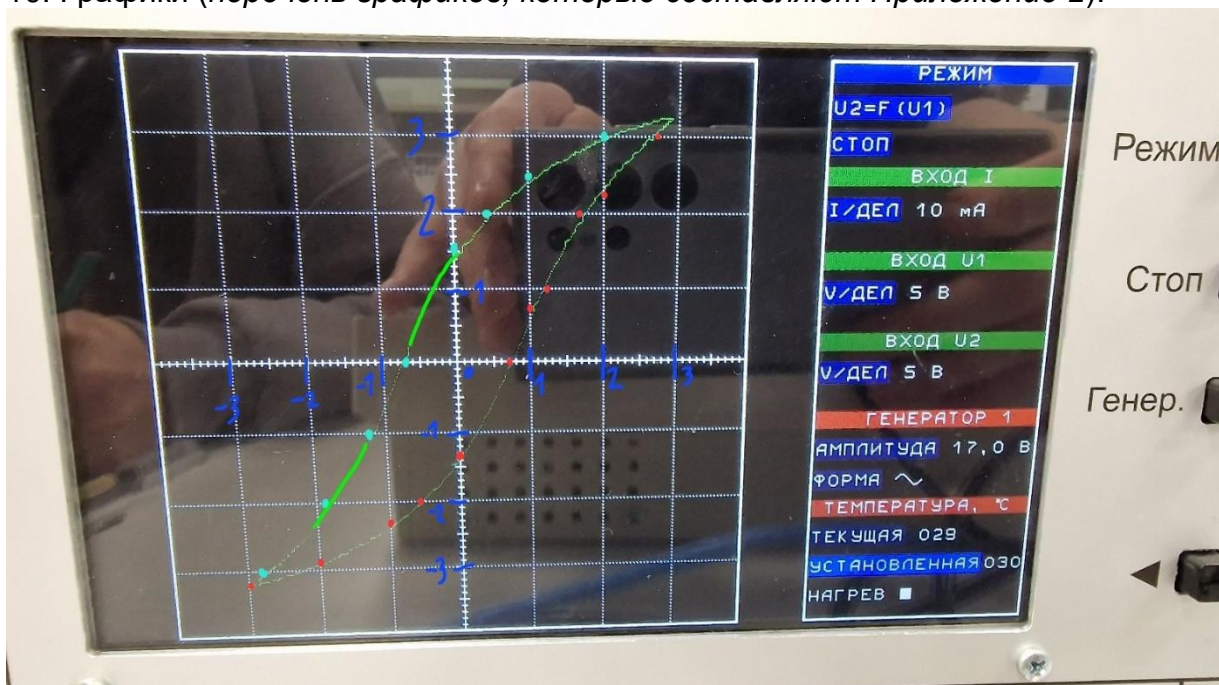 РЕЖИМ
U2=F(U1)
СТОП
ВХОД I
I/ДЕЛ 10 мА
ВХОД U1
V/ДЕЛ 5 В
ВХОД U2
V/ДЕЛ 5 В
ГЕНЕРАТОР 1
АМПЛИТУДА 17,0 В
ФОРМА
ТЕМПЕРАТУРА, °С
ТЕКУЩАЯ 029
УСТАНОВЛЕННАЯ 030
НАГРЕВ
Режим
Стоп
Генер.
3
2
1
-3 -2 -1 0 1 2 3
-1
-2
-3